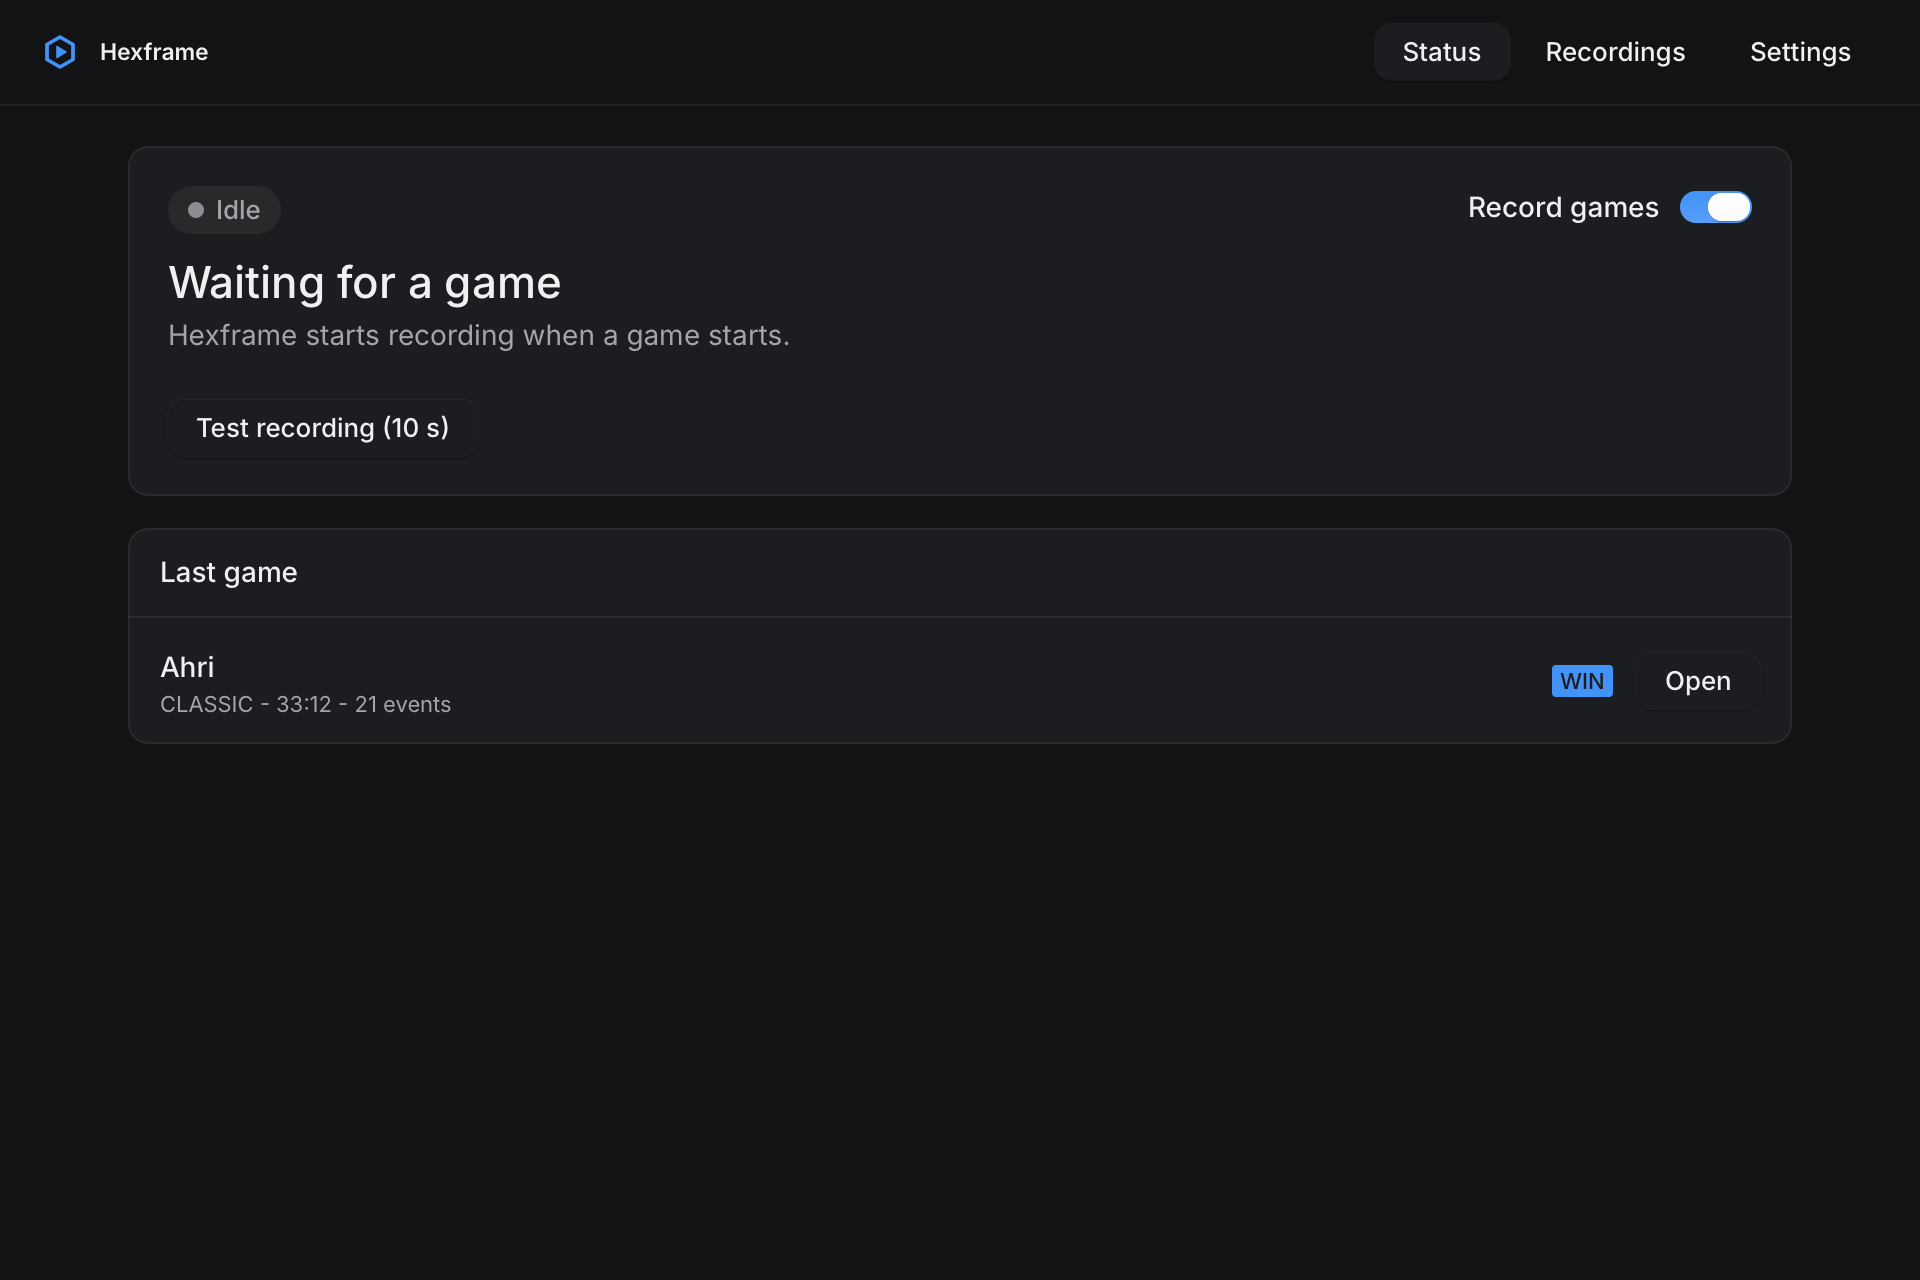 Hexframe
Status
Recordings
Settings
Idle
Record games
Waiting for a game
Hexframe starts recording when a game starts.
Test recording (10 s)
Last game
Ahri
CLASSIC - 33:12 - 21 events
WIN
Open